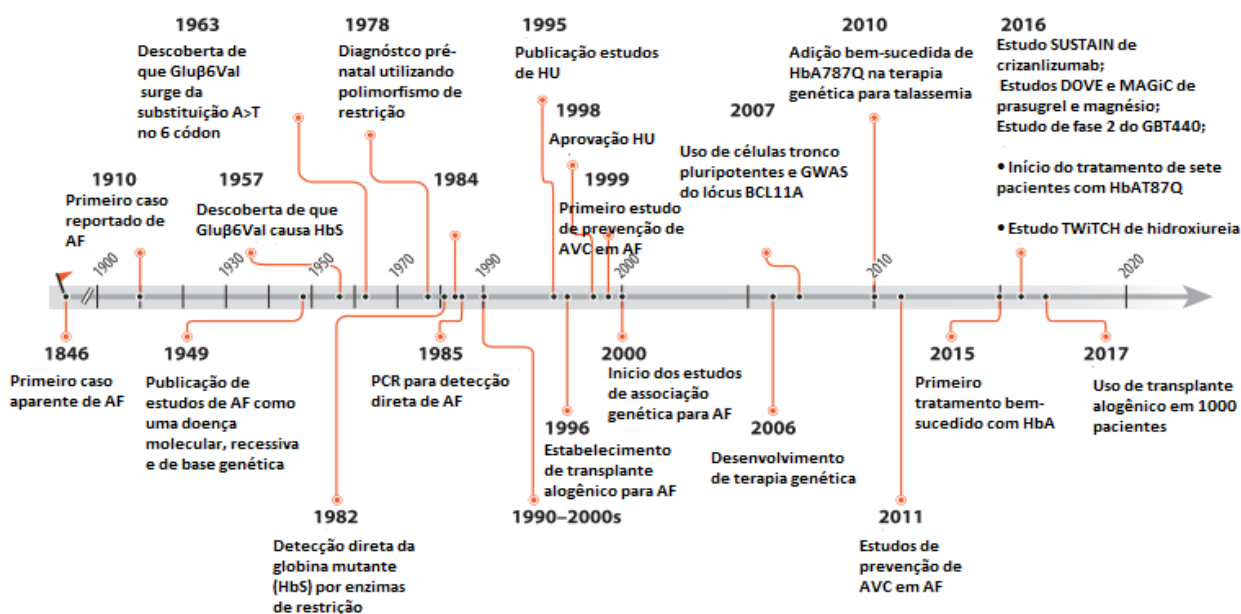 1963
Descoberta de
que Gluβ6Val
surge da
substituição A>T
no 6 códon
1978
Diagnóstco pré-
natal utilizando
polimorfismo de
restrição
1995
Publicação estudos
de HU
2010
Adição bem-sucedida de
HbA787Q na terapia
genética para talassemia
2016
Estudo SUSTAIN de
crizanlizumab;
Estudos DOVE e MAGiC de
prasugrel e magnésio;
Estudo de fase 2 do GBT440;
• Início do tratamento de sete
pacientes com HbAT87Q
• Estudo TWiTCH de hidroxiureia
1998
Aprovação HU
2007
Uso de células tronco
pluripotentes e GWAS
do lócus BCL11A
1910
Primeiro caso
reportado de
AF
1957
Descoberta de que
Gluβ6Val causa HbS
1984
1999
Primeiro estudo
de prevenção de
AVC em AF
1900
1930
1950
1970
1990
2000
2010
2020
1846
Primeiro caso
aparente de AF
1949
Publicação de
estudos de AF como
uma doença
molecular, recessiva
e de base genética
1985
PCR para detecção
direta de AF
2000
Inicio dos estudos
de associação
genética para AF
2015
Primeiro
tratamento bem-
sucedido com HbA
2017
Uso de transplante
alogênico em 1000
pacientes
1996
Estabelecimento
de transplante
alogênico para AF
2006
Desenvolvimento
de terapia genética
1982
Detecção direta da
globina mutante
(HbS) por enzimas
de restrição
1990–2000s
2011
Estudos de
prevenção de
AVC em AF